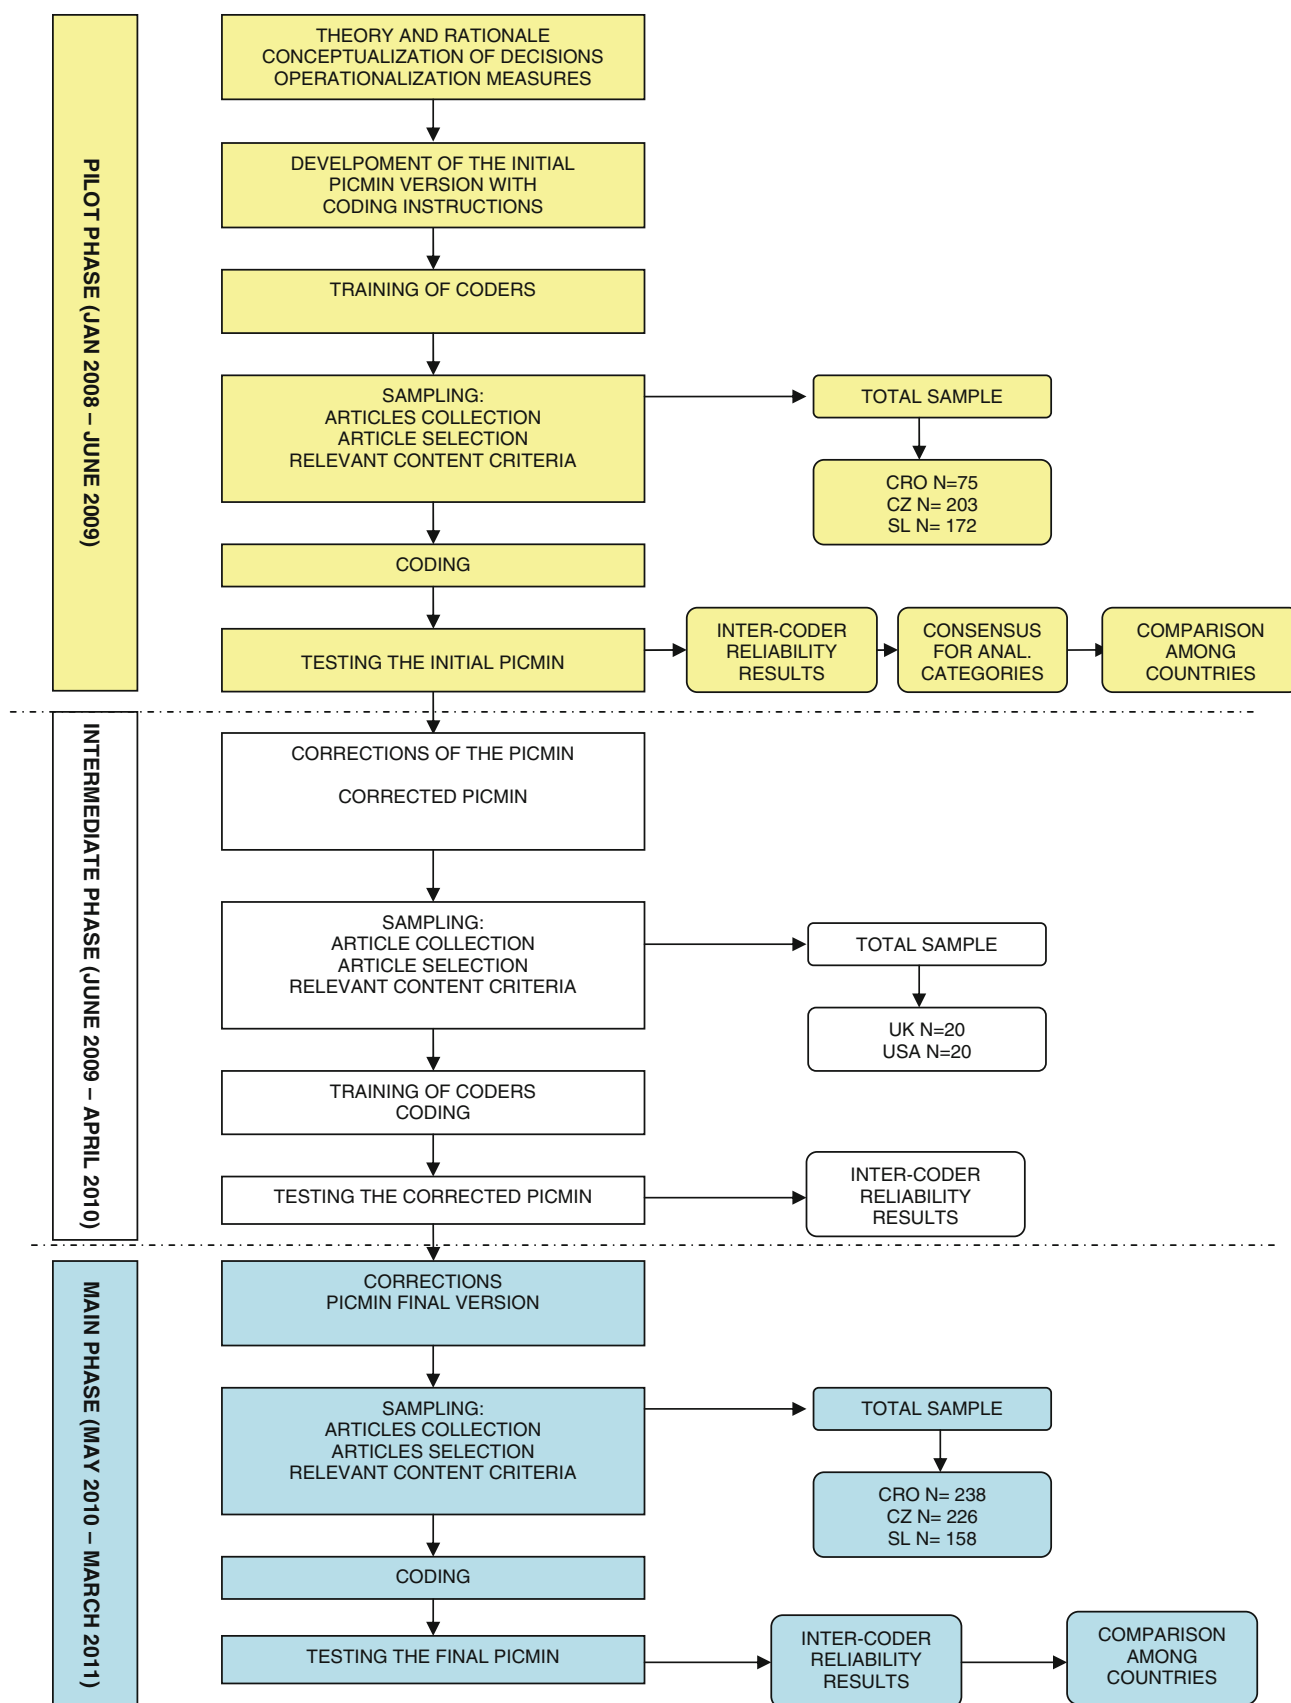 PILOT PHASE (JAN 2008 – JUNE 2009)
THEORY AND RATIONALE
CONCEPTUALIZATION OF DECISIONS
OPERATIONALIZATION MEASURES
DEVELPOMENT OF THE INITIAL
PICMIN VERSION WITH
CODING INSTRUCTIONS
TRAINING OF CODERS
SAMPLING:
ARTICLES COLLECTION
ARTICLE SELECTION
RELEVANT CONTENT CRITERIA
TOTAL SAMPLE
CRO N=75
CZ N= 203
SL N= 172
CODING
TESTING THE INITIAL PICMIN
INTER-CODER
RELIABILITY
RESULTS
CONSENSUS
FOR ANAL.
CATEGORIES
COMPARISON
AMONG
COUNTRIES
INTERMEDIATE PHASE (JUNE 2009 – APRIL 2010)
CORRECTIONS OF THE PICMIN
CORRECTED PICMIN
SAMPLING:
ARTICLE COLLECTION
ARTICLE SELECTION
RELEVANT CONTENT CRITERIA
TOTAL SAMPLE
UK N=20
USA N=20
TRAINING OF CODERS
CODING
TESTING THE CORRECTED PICMIN
INTER-CODER
RELIABILITY
RESULTS
MAIN PHASE (MAY 2010 – MARCH 2011)
CORRECTIONS
PICMIN FINAL VERSION
SAMPLING:
ARTICLES COLLECTION
ARTICLES SELECTION
RELEVANT CONTENT CRITERIA
TOTAL SAMPLE
CRO N= 238
CZ N= 226
SL N= 158
CODING
TESTING THE FINAL PICMIN
INTER-CODER
RELIABILITY
RESULTS
COMPARISON
AMONG
COUNTRIES